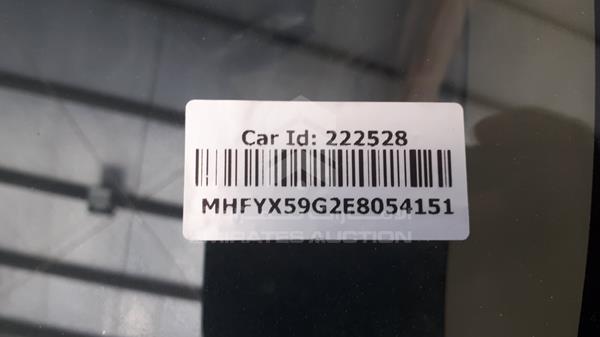 Car Id: 222528
MHFYX59G2E8054151
EMIRATES AUCTION